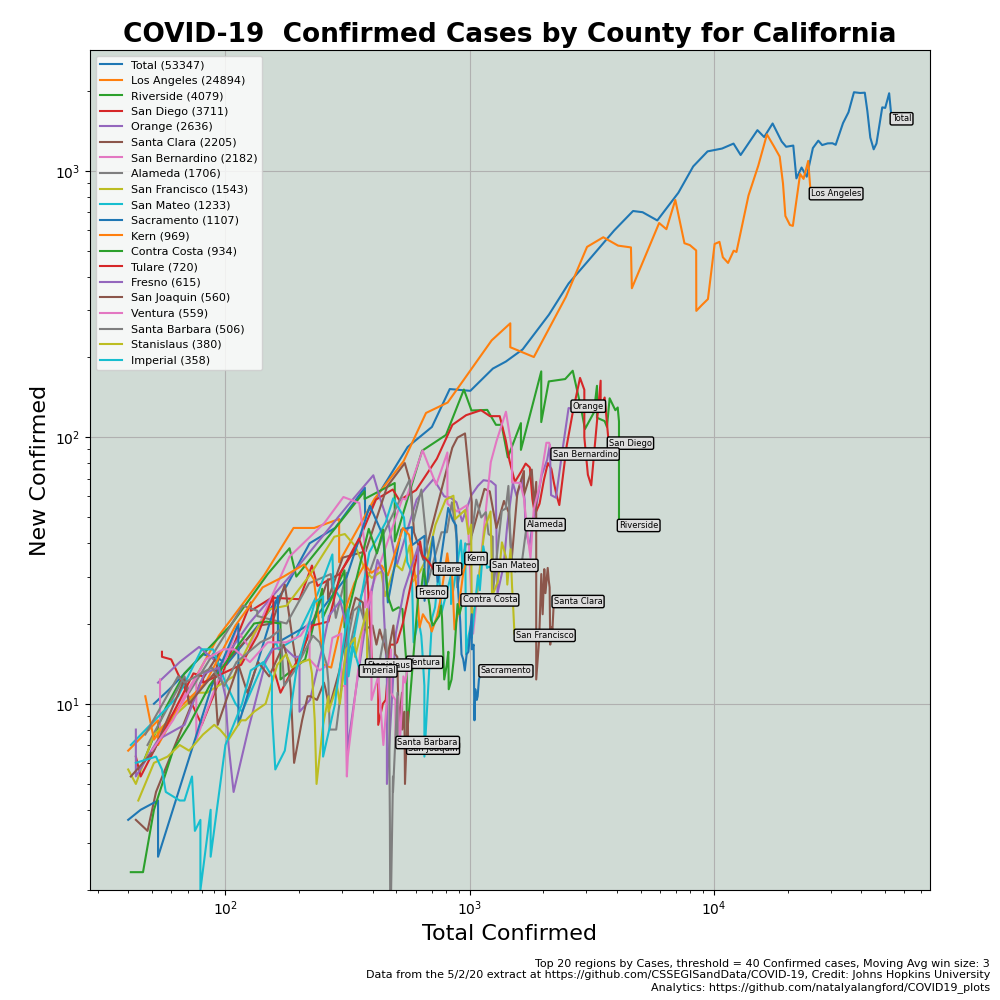 COVID-19  Confirmed Cases by County for California
Total (53347)
Los Angeles (24894)
Riverside (4079)
San Diego (3711)
Orange (2636)
Santa Clara (2205)
San Bernardino (2182)
Alameda (1706)
San Francisco (1543)
San Mateo (1233)
Sacramento (1107)
Kern (969)
Contra Costa (934)
Tulare (720)
Fresno (615)
San Joaquin (560)
Ventura (559)
Santa Barbara (506)
Stanislaus (380)
Imperial (358)
Total
Los Angeles
Orange
San Diego
San Bernardino
Alameda
Riverside
Kern
San Mateo
Tulare
Fresno
Contra Costa
Santa Clara
San Francisco
Stanislaus
Ventura
Imperial
Sacramento
Santa Barbara
San Joaquin
New Confirmed
10³
10²
10¹
10²
10³
10⁴
Total Confirmed
Top 20 regions by Cases, threshold = 40 Confirmed cases, Moving Avg win size: 3
Data from the 5/2/20 extract at https://github.com/CSSEGISandData/COVID-19, Credit: Johns Hopkins University
Analytics: https://github.com/natalyalangford/COVID19_plots